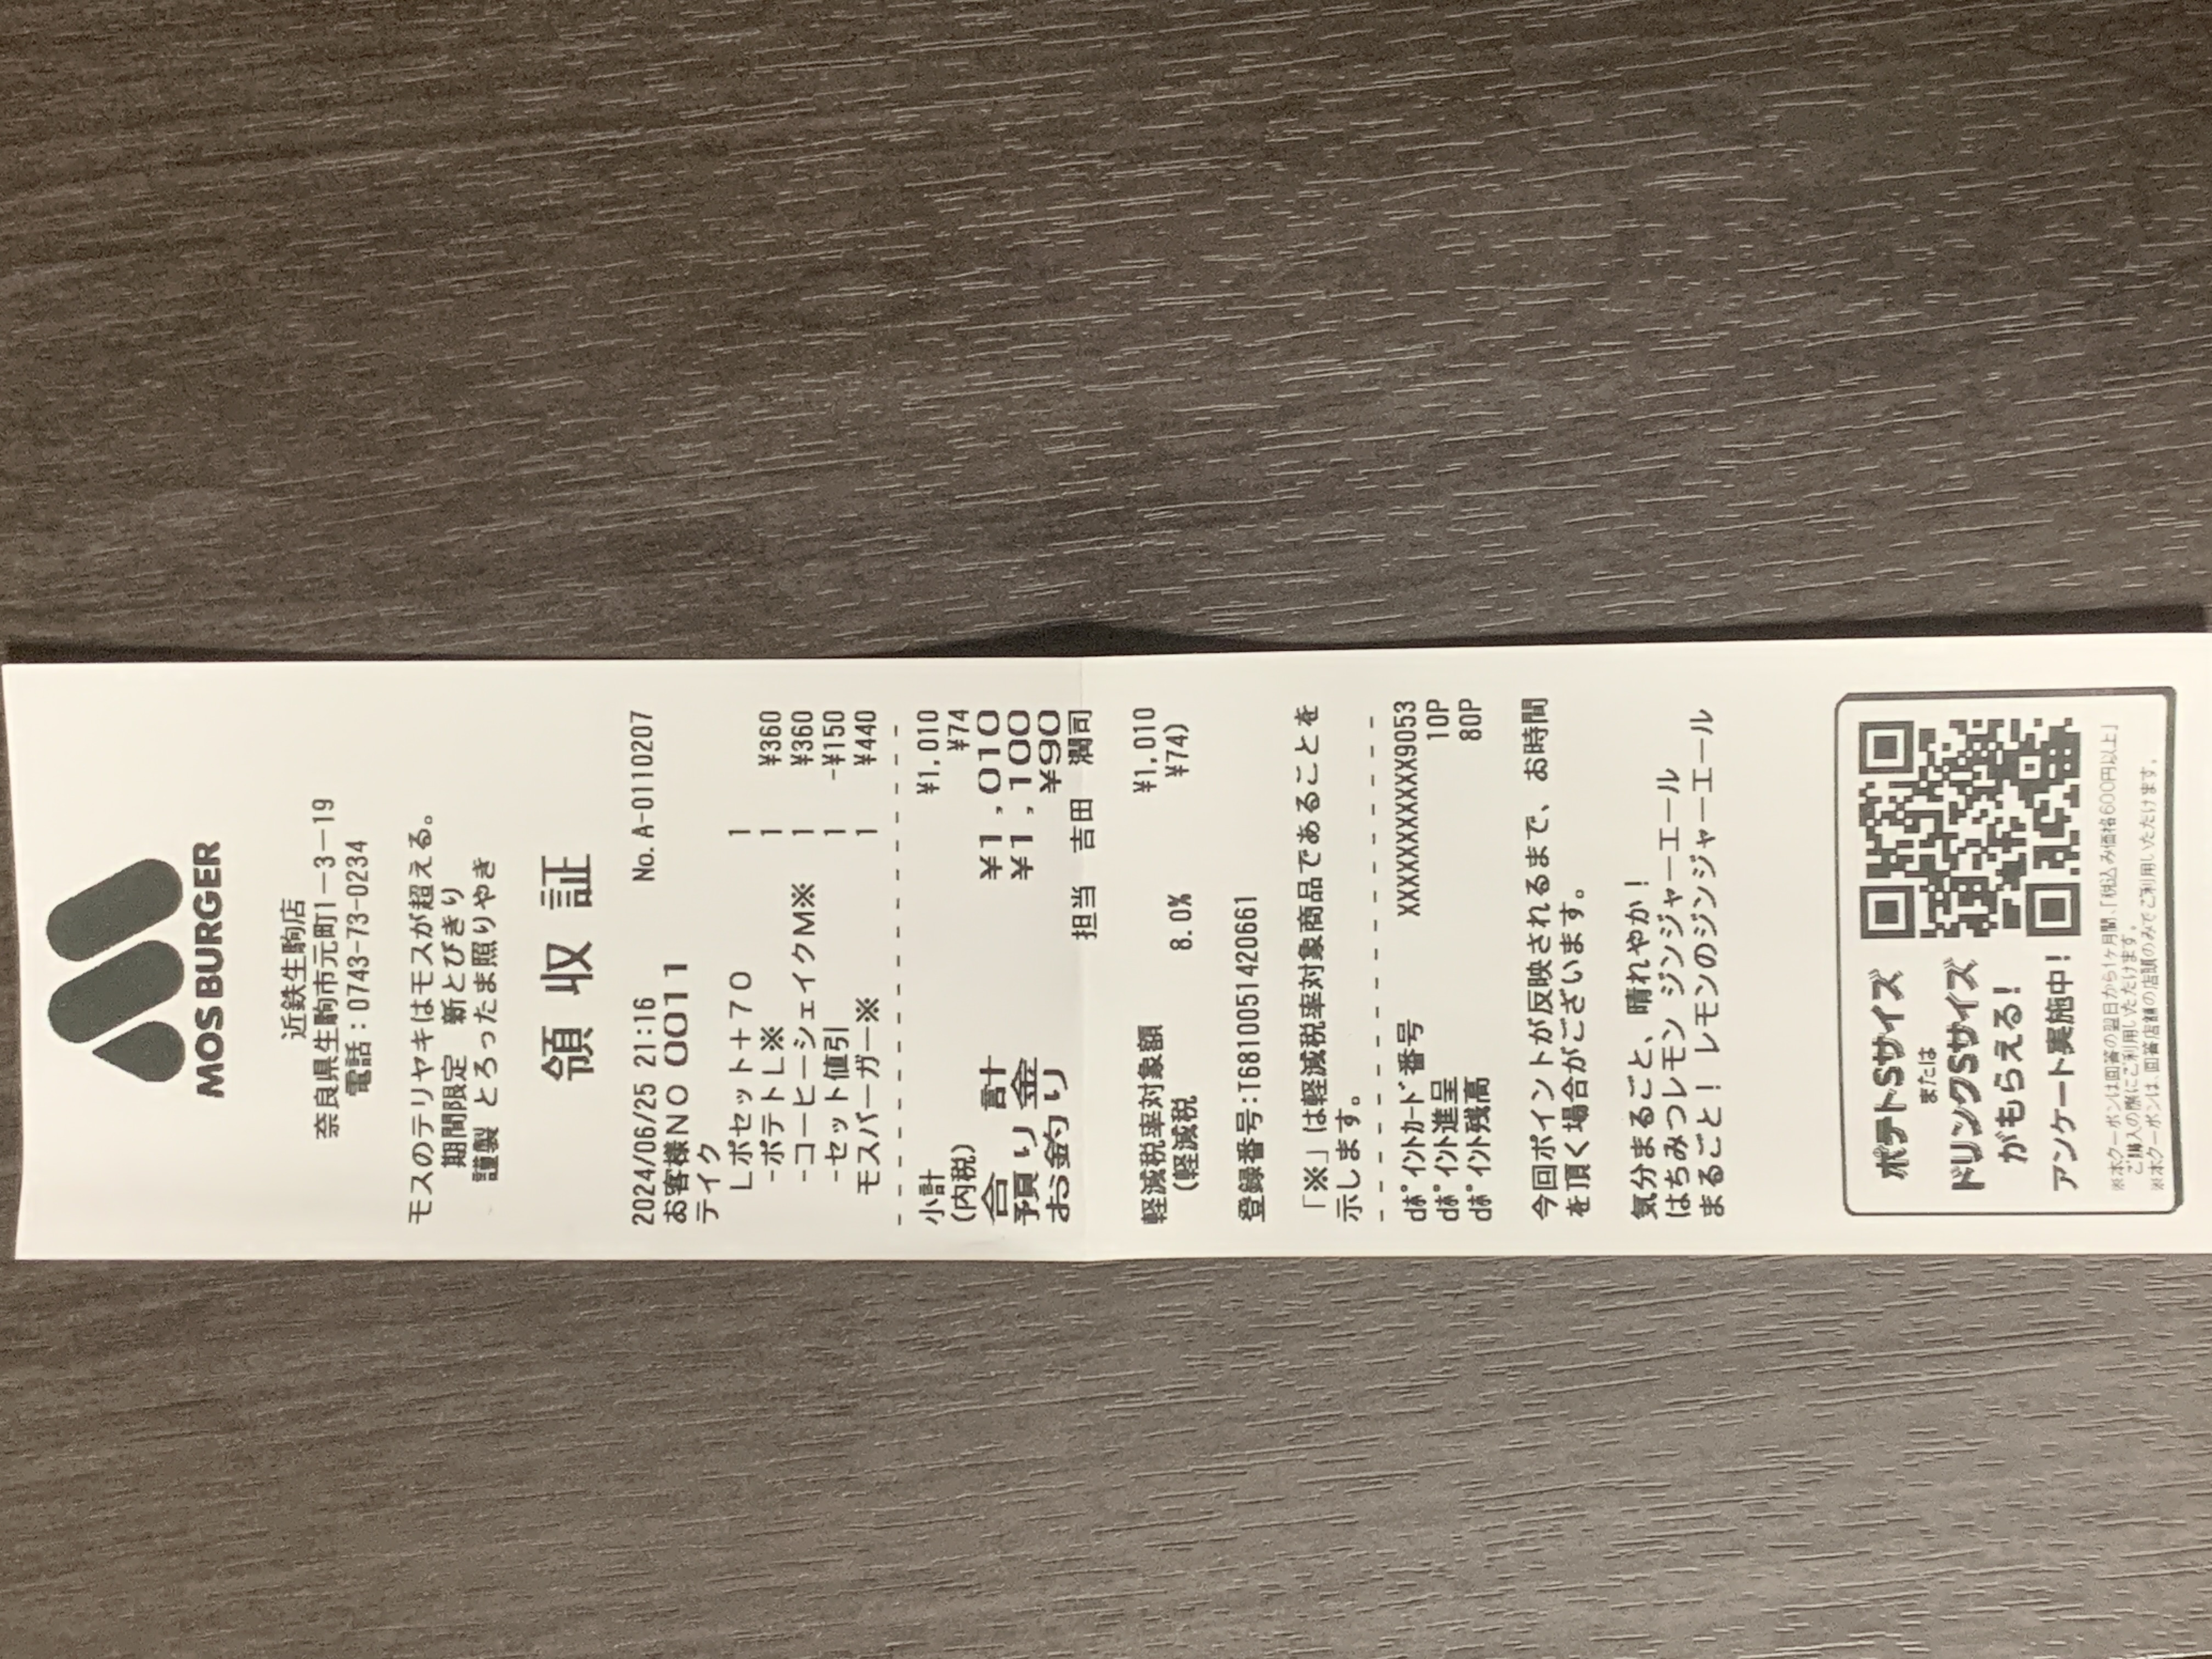 MOS BURGER
近鉄生駒店
奈良県生駒市元町1－3－19
電話：0743-73-0234
モスのテリヤキはモスが超える。
期間限定　新とびきり
謹製 とろったま照りやき
領収証
2024/06/25 21:16 No. A-0110207
お客様NO 0011
テイク
Lポセット＋70 1
-ポテトL※ 1 ¥360
-コーヒーシェイクM※ 1 ¥360
-セット値引 1 -¥150
モスバーガー※ 1 ¥440
小計 ¥1,010
(内税) ¥74
合　計 ¥1,010
預り金 ¥1,100
お釣り ¥90
担当　吉田　潤司
軽減税率対象額 ¥1,010
(軽減税 8.0% ¥74)
登録番号:T6810051420661
「※」は軽減税率対象商品であることを
示します。
dﾎﾟｲﾝﾄｶｰﾄﾞ番号 XXXXXXXXXXX9053
dﾎﾟｲﾝﾄ進呈 10P
dﾎﾟｲﾝﾄ残高 80P
今回ポイントが反映されるまで、お時間
を頂く場合がございます。
気分まるごと、晴れやか！
はちみつレモン ジンジャーエール
まるごと！ レモンのジンジャーエール
ポテトSサイズ
または
ドリンクSサイズ
がもらえる！
アンケート実施中！
※本クーポンは回答の翌日から1ヶ月間、「税込み価格600円以上」
ご購入の際にご利用いただけます。
※本クーポンは、回答店舗の店頭のみでご利用いただけます。